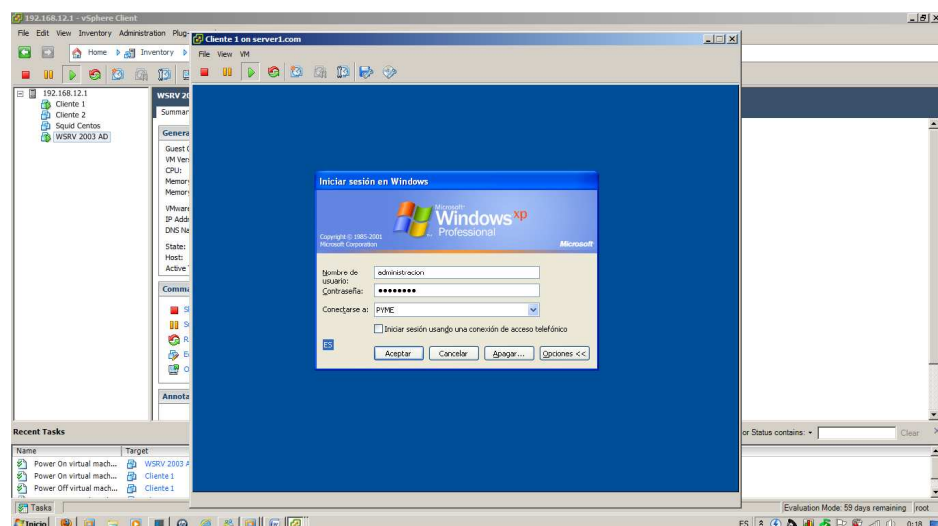 192.168.12.1 - vSphere Client
File Edit View Inventory Administration Plug-
Home Inventory
192.168.12.1
Cliente 1
Cliente 2
Squid Centos
WSRV 2003 AD
WSRV 20
Summar
Genera
Guest O
VM Vers
CPU:
Memory
Memory
VMware
IP Addr
DNS Na
State:
Host:
Active
Comma
Annota
Cliente 1 on server1.com
File View VM
Iniciar sesión en Windows
Copyright © 1985-2001
Microsoft Corporation
Microsoft
Windows xp
Professional
Microsoft
Nombre de usuario:
administracion
Contraseña:
••••••••
Conectarse a:
PYME
Iniciar sesión usando una conexión de acceso telefónico
ES
Aceptar Cancelar Apagar... Opciones <<
Recent Tasks
or Status contains:
Clear
Name Target
Power On virtual mach... WSRV 2003 A
Power On virtual mach... Cliente 1
Power Off virtual mach... Cliente 1
Tasks
Evaluation Mode: 59 days remaining root
Inicio
ES
0:18